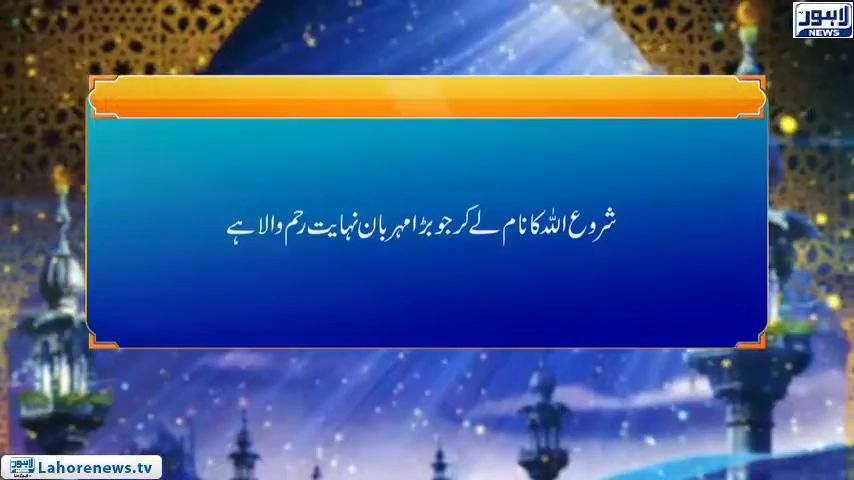 لاہور
NEWS
شروع اللہ کا نام لے کر جو بڑا مہربان نہایت رحم والا ہے
لاہور
Lahorenews.tv